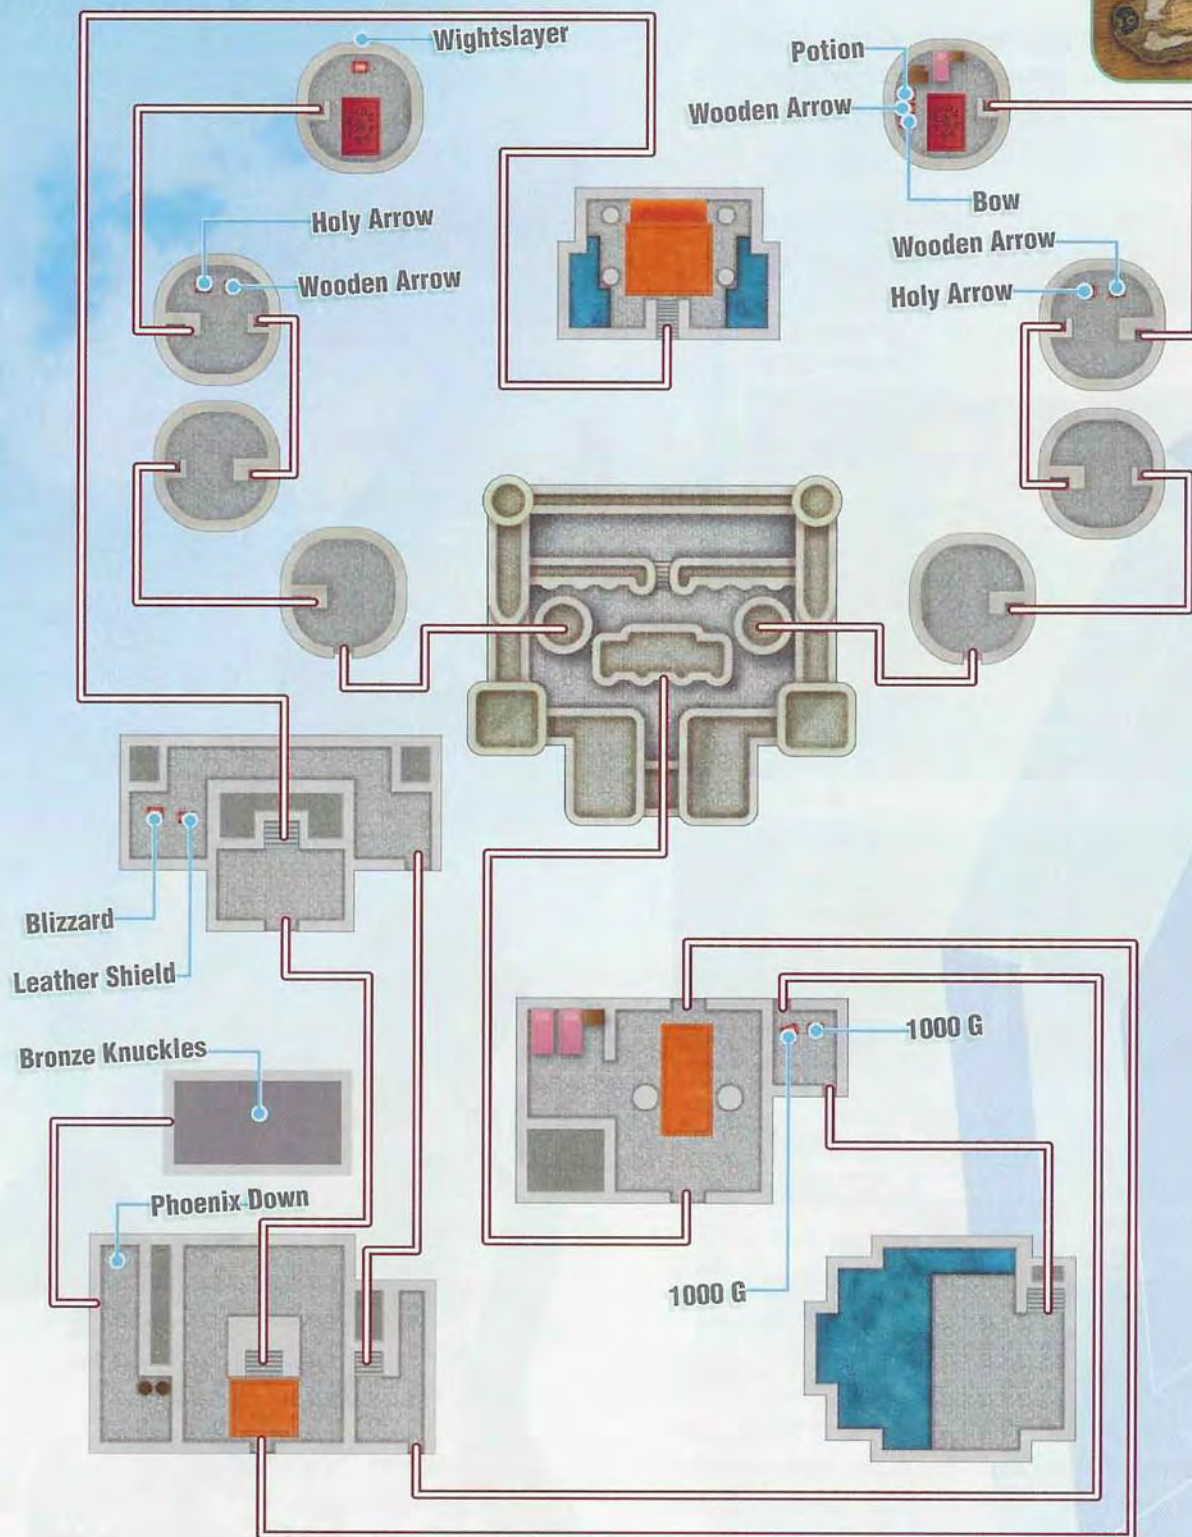 Wightslayer
Potion
Wooden Arrow
Bow
Holy Arrow
Wooden Arrow
Wooden Arrow
Holy Arrow
Blizzard
Leather Shield
Bronze Knuckles
Phoenix Down
1000 G
1000 G